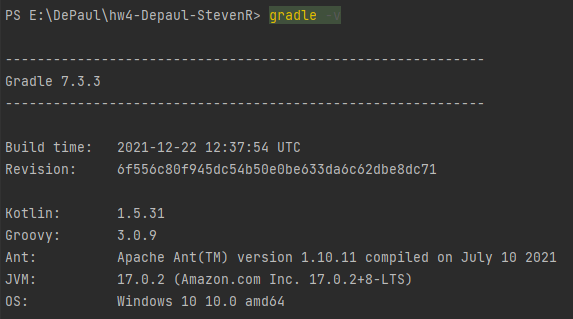 PS E:\DePaul\hw4-Depaul-StevenR> gradle -v
------------------------------------------------------------
Gradle 7.3.3
------------------------------------------------------------
Build time:   2021-12-22 12:37:54 UTC
Revision:     6f556c80f945dc54b50e0be633da6c62dbe8dc71
Kotlin:       1.5.31
Groovy:       3.0.9
Ant:          Apache Ant(TM) version 1.10.11 compiled on July 10 2021
JVM:          17.0.2 (Amazon.com Inc. 17.0.2+8-LTS)
OS:           Windows 10 10.0 amd64